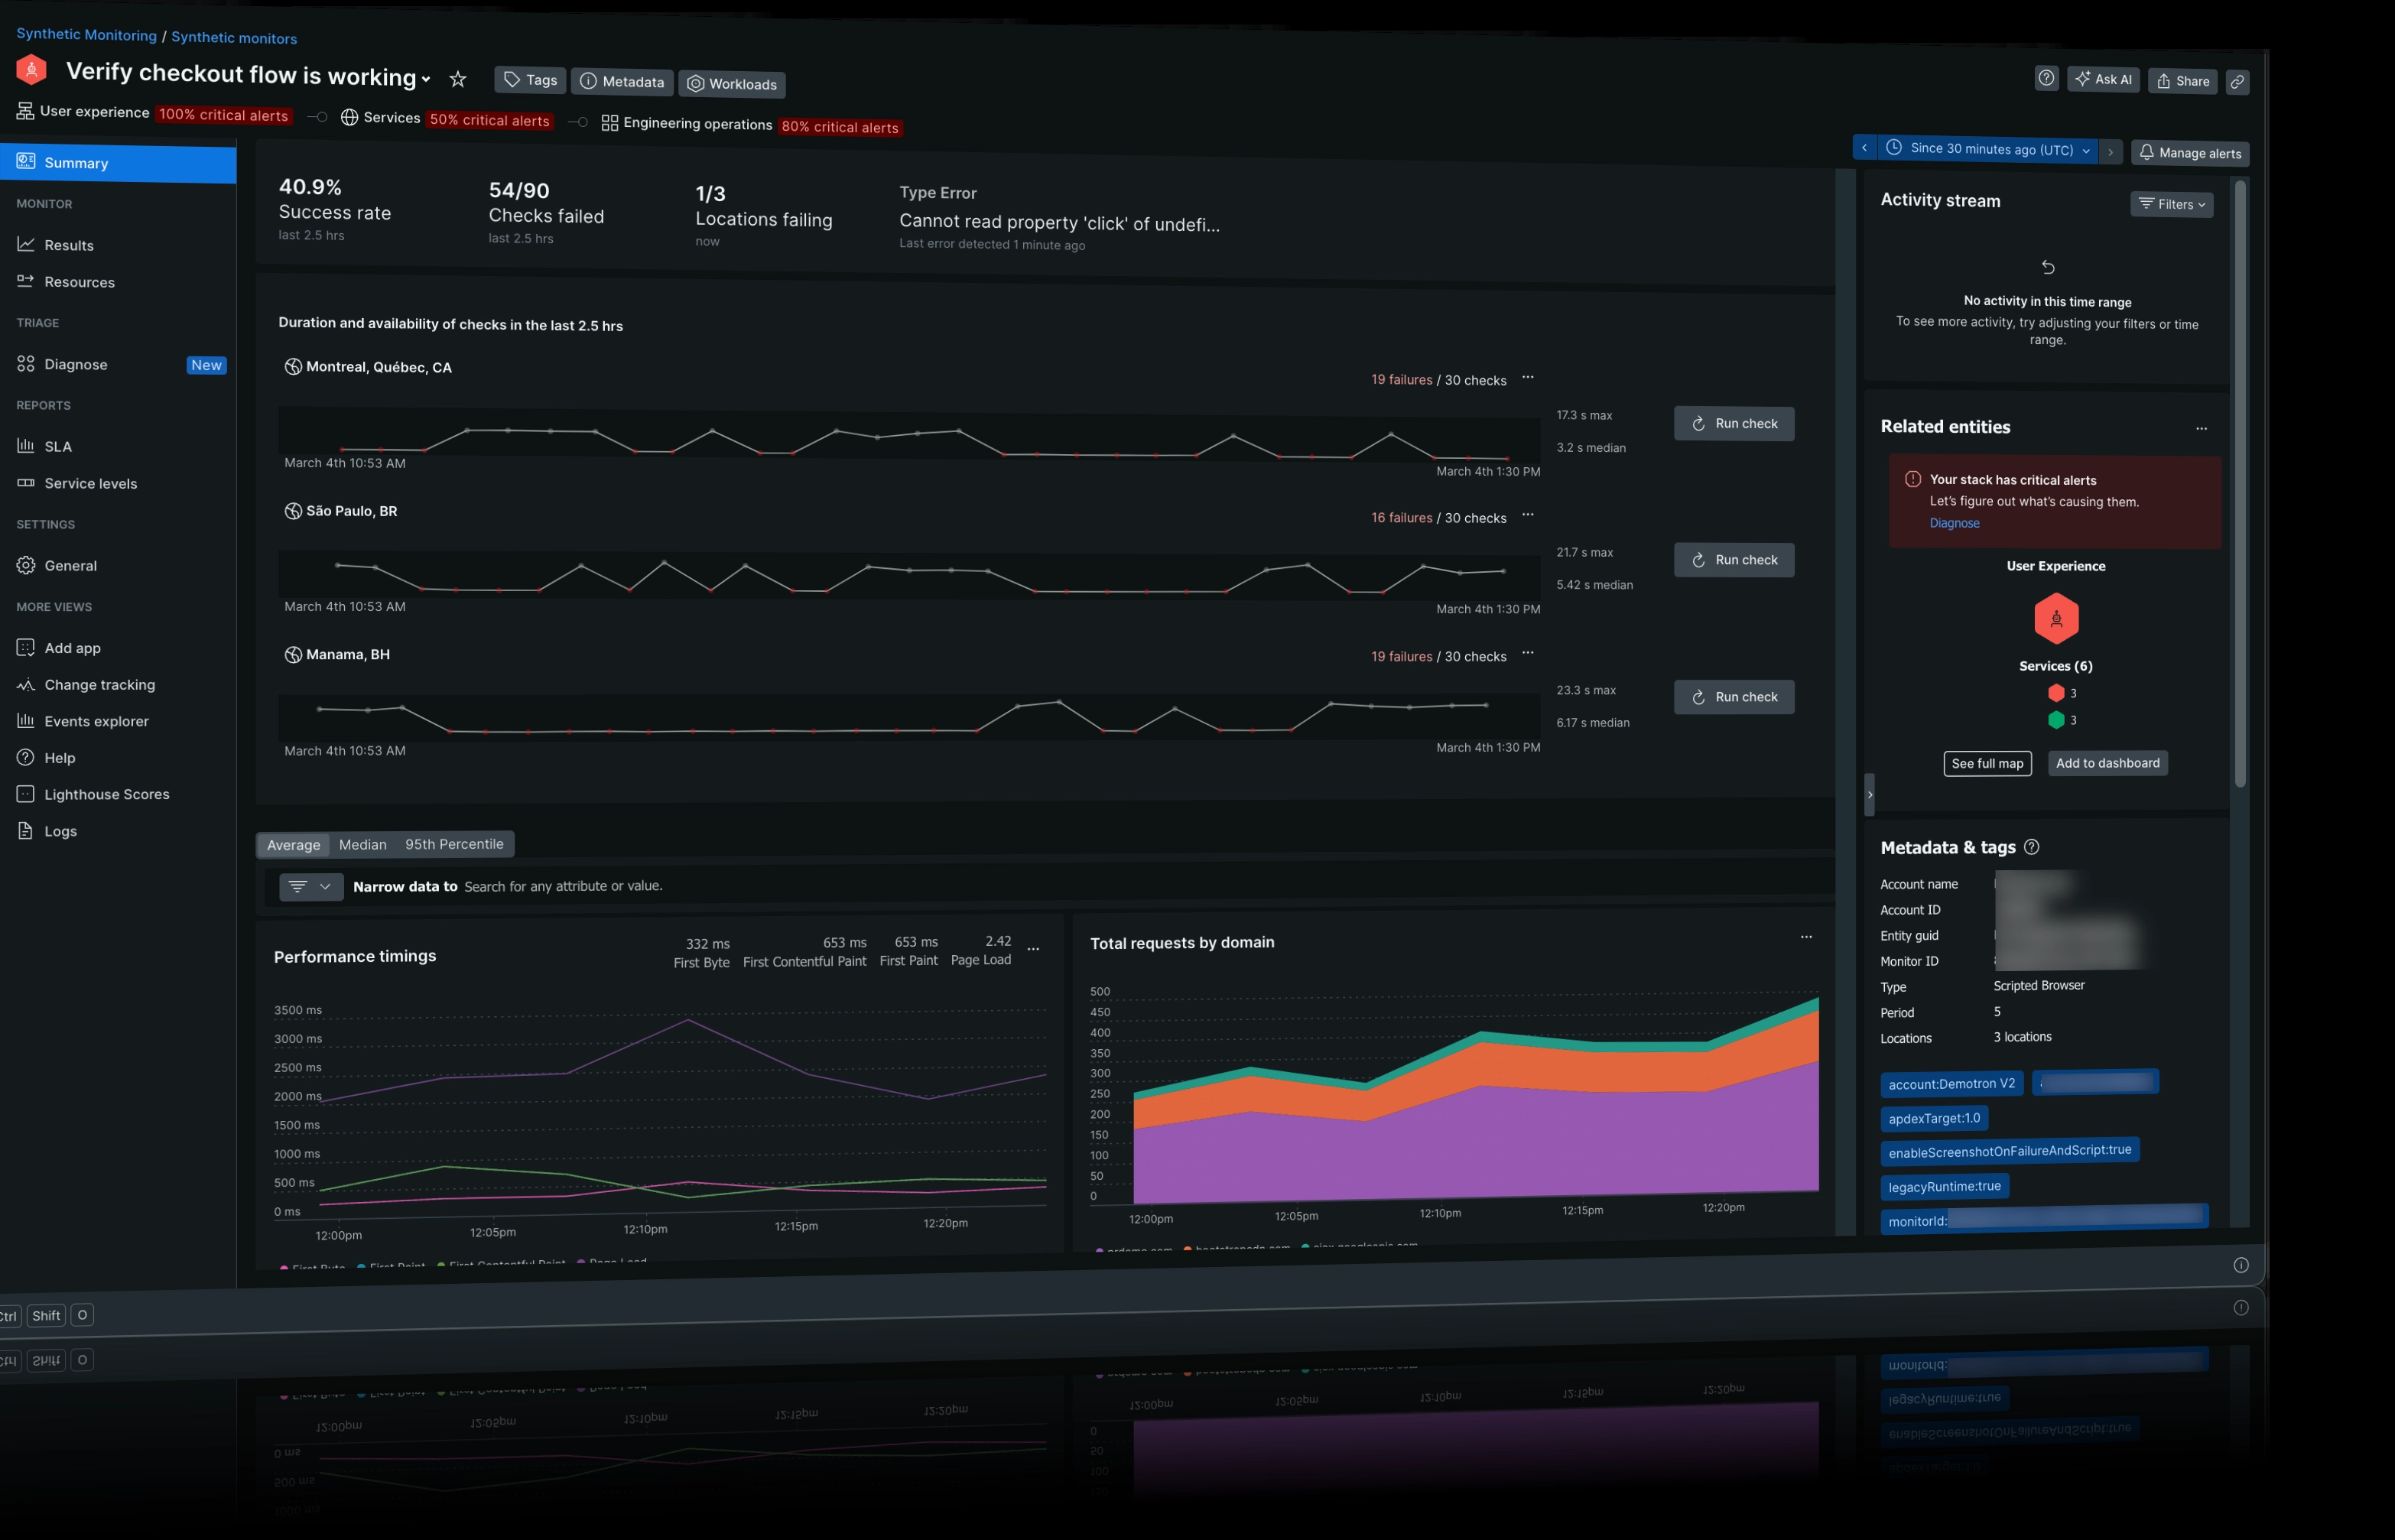 Synthetic Monitoring / Synthetic monitors
Verify checkout flow is working
Tags
Metadata
Workloads
Ask AI
Share
User experience 100% critical alerts
Services 50% critical alerts
Engineering operations 80% critical alerts
Since 30 minutes ago (UTC)
Manage alerts
Summary
MONITOR
Results
Resources
TRIAGE
Diagnose New
REPORTS
SLA
Service levels
SETTINGS
General
MORE VIEWS
Add app
Change tracking
Events explorer
Help
Lighthouse Scores
Logs
40.9%
Success rate
last 2.5 hrs
54/90
Checks failed
last 2.5 hrs
1/3
Locations failing
now
Type Error
Cannot read property 'click' of undefi...
Last error detected 1 minute ago
Duration and availability of checks in the last 2.5 hrs
Montreal, Québec, CA
19 failures / 30 checks ...
17.3 s max
3.2 s median
Run check
March 4th 10:53 AM
March 4th 1:30 PM
São Paulo, BR
16 failures / 30 checks ...
21.7 s max
5.42 s median
Run check
March 4th 10:53 AM
March 4th 1:30 PM
Manama, BH
19 failures / 30 checks ...
23.3 s max
6.17 s median
Run check
March 4th 10:53 AM
March 4th 1:30 PM
Average Median 95th Percentile
Narrow data to Search for any attribute or value.
Performance timings
332 ms
First Byte
653 ms
First Contentful Paint
653 ms
First Paint
2.42
Page Load
...
3500 ms
3000 ms
2500 ms
2000 ms
1500 ms
1000 ms
500 ms
0 ms
12:00pm 12:05pm 12:10pm 12:15pm 12:20pm
First Byte First Paint First Contentful Paint Page Load
Total requests by domain
...
500
450
400
350
300
250
200
150
100
50
0
12:00pm 12:05pm 12:10pm 12:15pm 12:20pm
Activity stream
Filters
No activity in this time range
To see more activity, try adjusting your filters or time
range.
Related entities ...
Your stack has critical alerts
Let's figure out what's causing them.
Diagnose
User Experience
Services (6)
3
3
See full map
Add to dashboard
Metadata & tags
Account name
Account ID
Entity guid
Monitor ID
Type Scripted Browser
Period 5
Locations 3 locations
account:Demotron V2
apdexTarget:1.0
enableScreenshotOnFailureAndScript:true
legacyRuntime:true
monitorId:
Ctrl Shift O